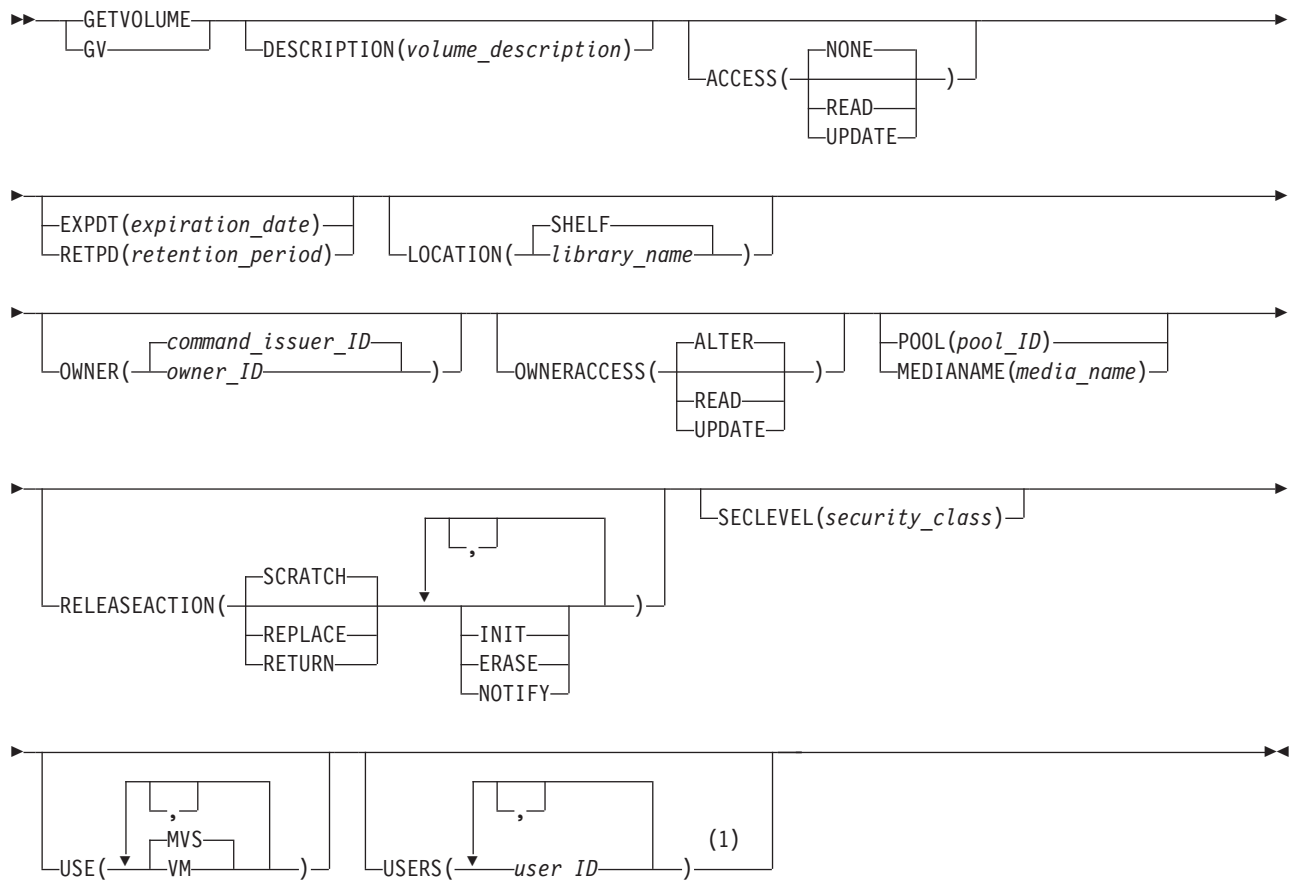 GETVOLUME
GV
DESCRIPTION(volume_description)
ACCESS(
NONE
READ
UPDATE
)
EXPDT(expiration_date)
RETPD(retention_period)
LOCATION(
SHELF
library_name
)
OWNER(
command_issuer_ID
owner_ID
)
OWNERACCESS(
ALTER
READ
UPDATE
)
POOL(pool_ID)
MEDIANAME(media_name)
RELEASEACTION(
SCRATCH
REPLACE
RETURN
,
INIT
ERASE
NOTIFY
)
SECLEVEL(security_class)
USE(
,
MVS
VM
)
USERS(
,
user ID
)
(1)